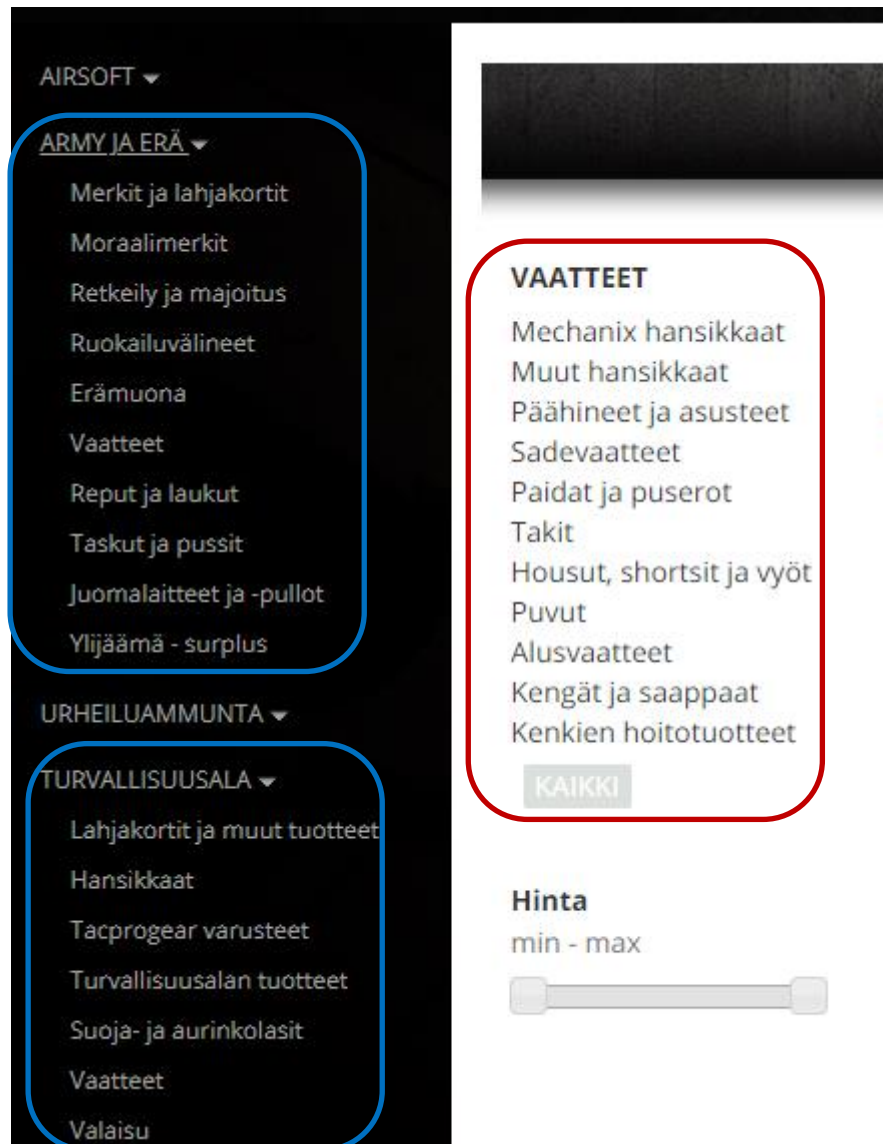 AIRSOFT
ARMY JA ERÄ
Merkit ja lahjakortit
Moraalimerkit
Retkeily ja majoitus
Ruokailuvälineet
Erämuona
Vaatteet
Reput ja laukut
Taskut ja pussit
Juomalaitteet ja -pullot
Ylijäämä - surplus
URHEILUAMMUNTA
TURVALLISUUSALA
Lahjakortit ja muut tuotteet
Hansikkaat
Tacprogear varusteet
Turvallisuusalan tuotteet
Suoja- ja aurinkolasit
Vaatteet
Valaisu
VAATTEET
Mechanix hansikkaat
Muut hansikkaat
Päähineet ja asusteet
Sadevaatteet
Paidat ja puserot
Takit
Housut, shortsit ja vyöt
Puvut
Alusvaatteet
Kengät ja saappaat
Kenkien hoitotuotteet
KAIKKI
Hinta
min - max